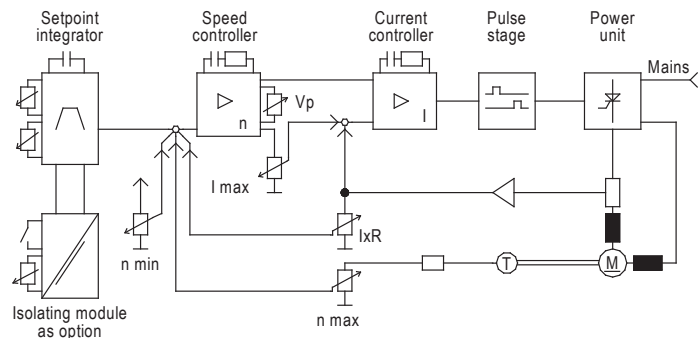 Setpoint
integrator
Speed
controller
Current controller
Pulse
stage
Power
unit
Mains
Vp
n
I
I max
n min
IxR
T
M
n max
Isolating module
as option